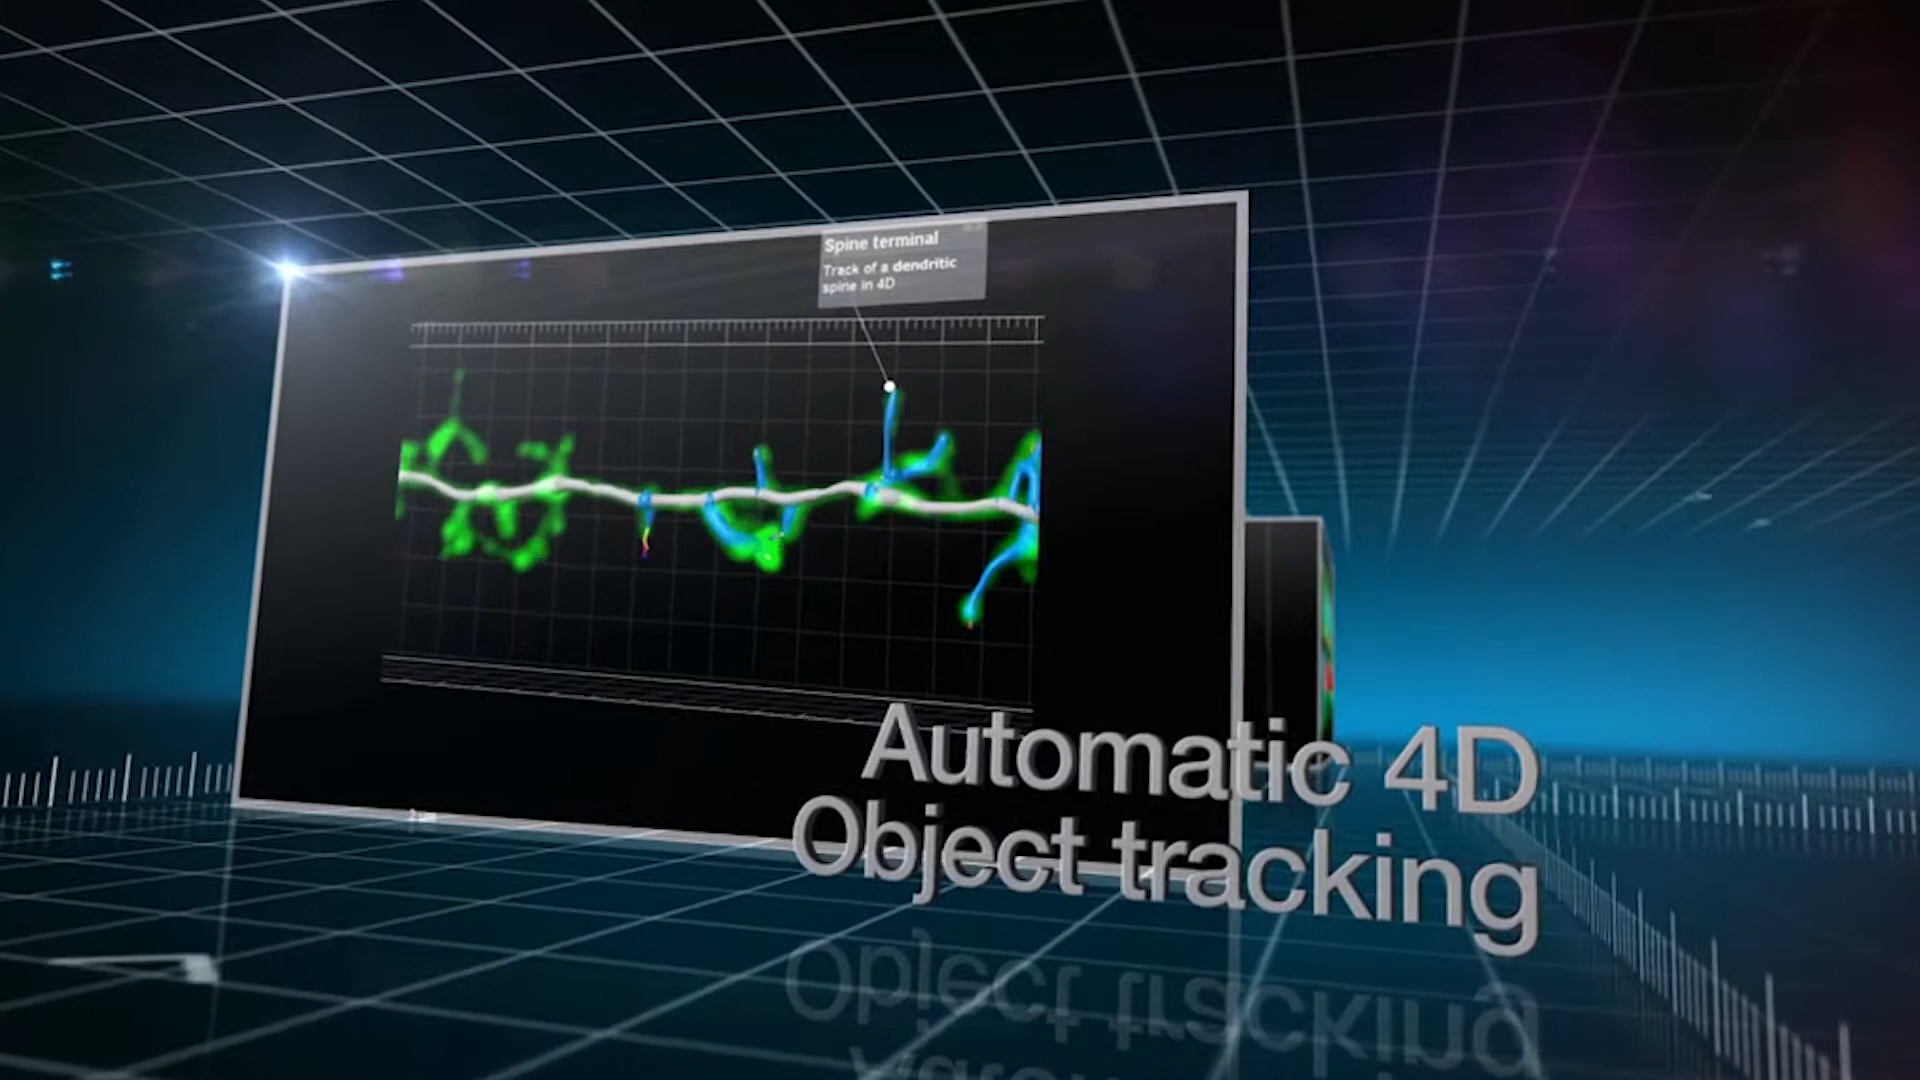 Spine terminal
Track of a dendritic
spine in 4D
Automatic 4D
Object tracking